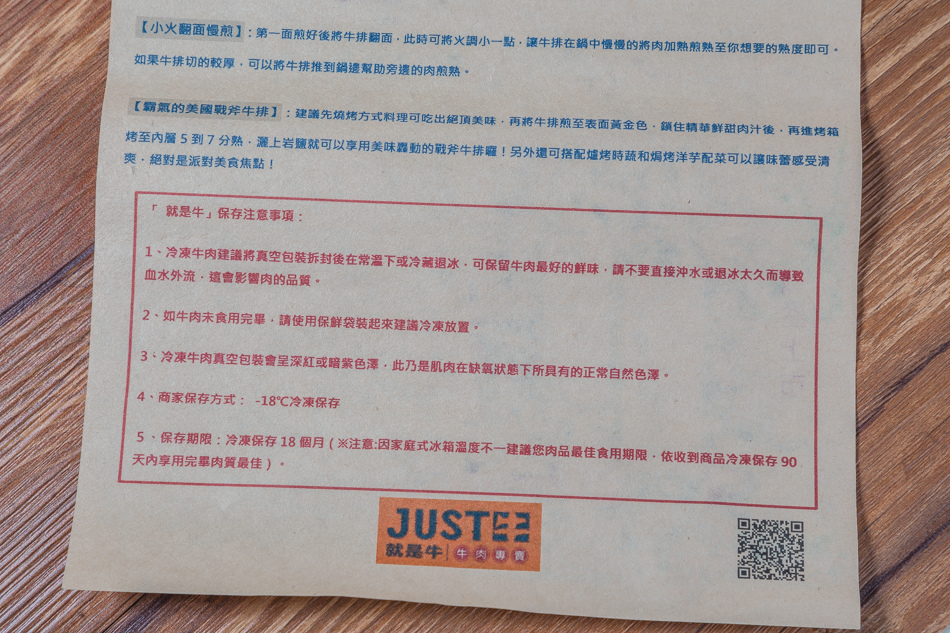 【小火翻面慢煎】：第一面煎好後將牛排翻面，此時可將火調小一點，讓牛排在鍋中慢慢的將肉加熱煎熟至你想要的熟度即可。
如果牛排切的較厚，可以將牛排推到鍋邊幫助旁邊的肉煎熟。
【霸氣的美國戰斧牛排】：建議先燒烤方式料理可吃出絕頂美味，再將牛排煎至表面黃金色，鎖住精華鮮甜肉汁後，再進烤箱
烤至內層 5 到 7 分熟，灑上岩鹽就可以享用美味轟動的戰斧牛排囉！另外還可搭配爐烤時蔬和焗烤洋芋配菜可以讓味蕾感受清
爽，絕對是派對美食焦點！
「 就是牛」保存注意事項：
1、冷凍牛肉建議將真空包裝拆封後在常溫下或冷藏退冰，可保留牛肉最好的鮮味，請不要直接沖水或退冰太久而導致
血水外流，這會影響肉的品質。
2、如牛肉未食用完畢，請使用保鮮袋裝起來建議冷凍放置。
3、冷凍牛肉真空包裝會呈深紅或暗紫色澤，此乃是肌肉在缺氧狀態下所具有的正常自然色澤。
4、商家保存方式： -18℃冷凍保存
5 、保存期限：冷凍保存 18 個月（※注意:因家庭式冰箱溫度不一建議您肉品最佳食用期限，依收到商品冷凍保存 90
天內享用完畢肉質最佳）。
JUST
就是牛 牛肉專賣